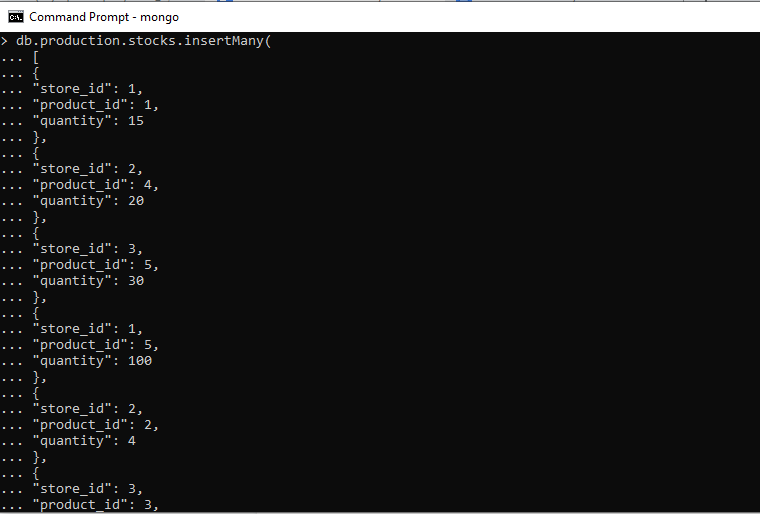 Command Prompt - mongo
> db.production.stocks.insertMany(
... [
... {
... "store_id": 1,
... "product_id": 1,
... "quantity": 15
... },
... {
... "store_id": 2,
... "product_id": 4,
... "quantity": 20
... },
... {
... "store_id": 3,
... "product_id": 5,
... "quantity": 30
... },
... {
... "store_id": 1,
... "product_id": 5,
... "quantity": 100
... },
... {
... "store_id": 2,
... "product_id": 2,
... "quantity": 4
... },
... {
... "store_id": 3,
... "product_id": 3,